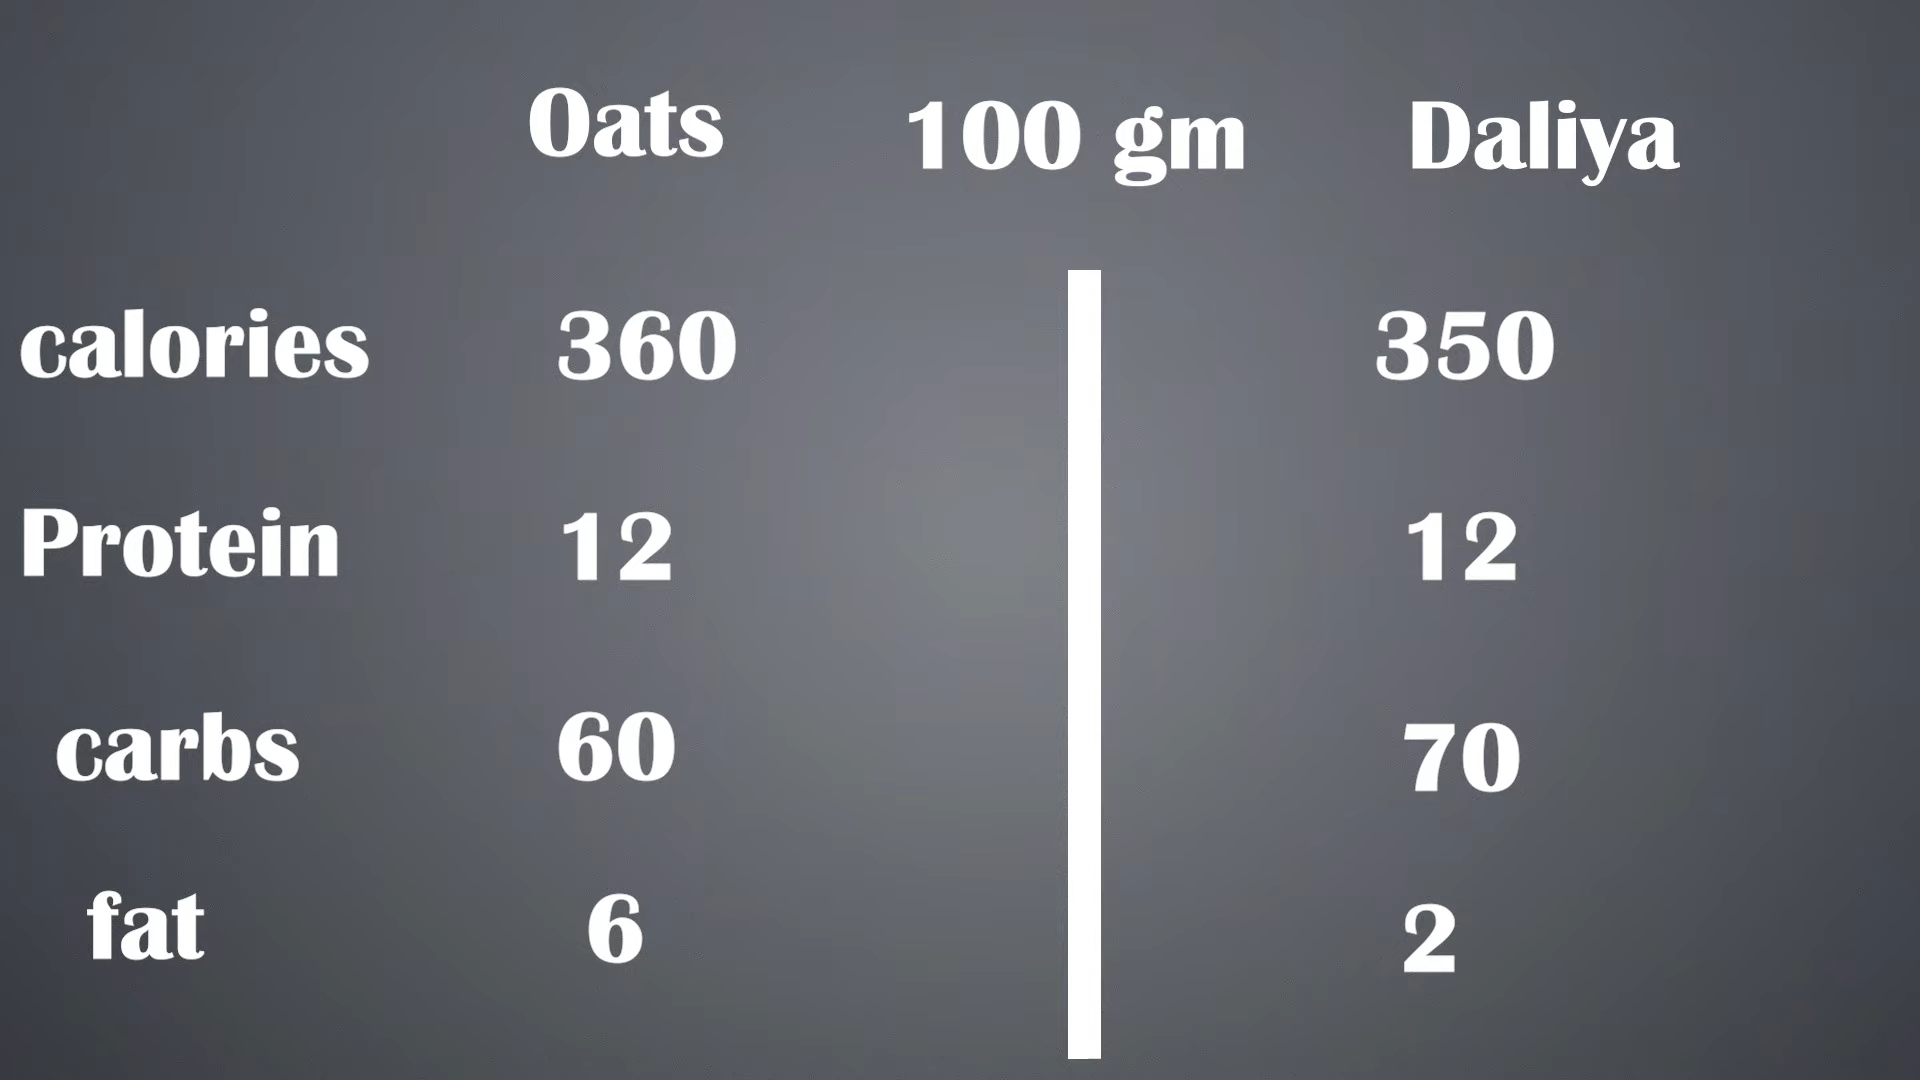 Oats 100 gm Daliya
calories 360 350
Protein 12 12
carbs 60 70
fat 6 2